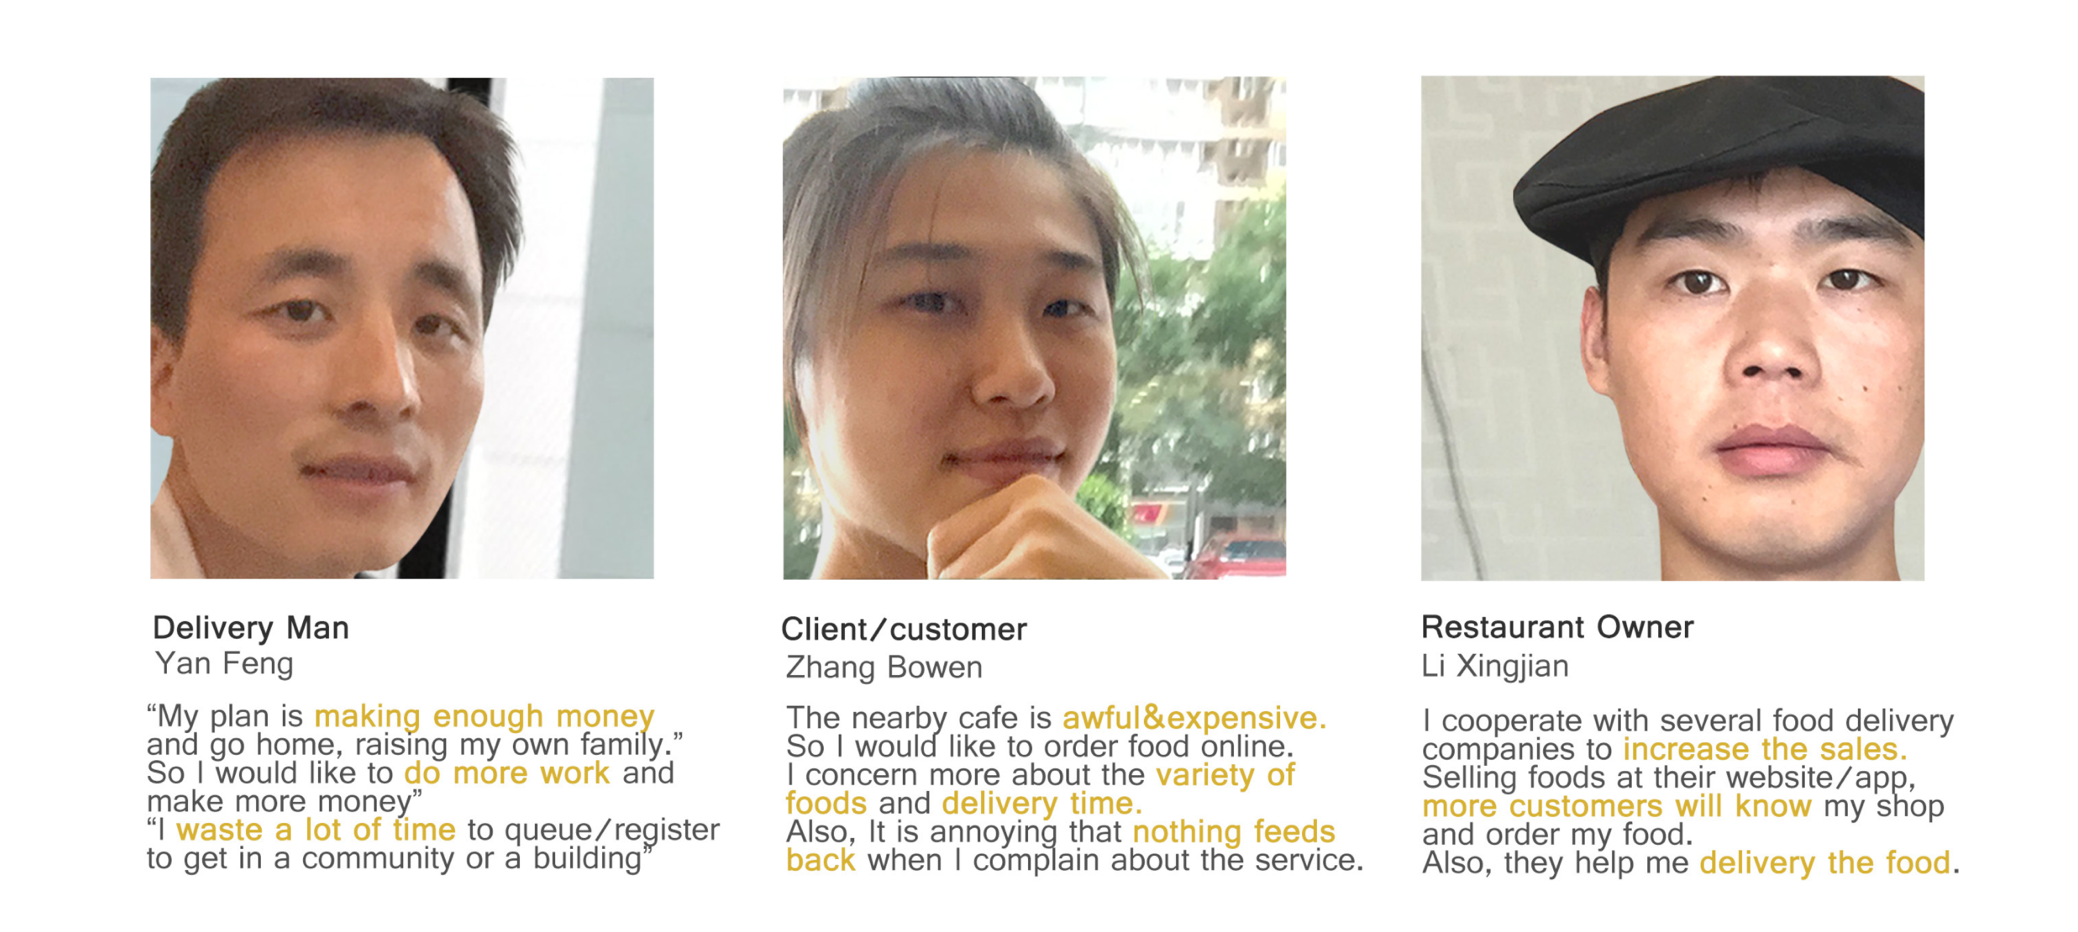 Delivery Man
Yan Feng
“My plan is making enough money
and go home, raising my own family.”
So I would like to do more work and
make more money”
“I waste a lot of time to queue/register
to get in a community or a building”
Client/customer
Zhang Bowen
The nearby cafe is awful&expensive.
So I would like to order food online.
I concern more about the variety of
foods and delivery time.
Also, It is annoying that nothing feeds
back when I complain about the service.
Restaurant Owner
Li Xingjian
I cooperate with several food delivery
companies to increase the sales.
Selling foods at their website/app,
more customers will know my shop
and order my food.
Also, they help me delivery the food.